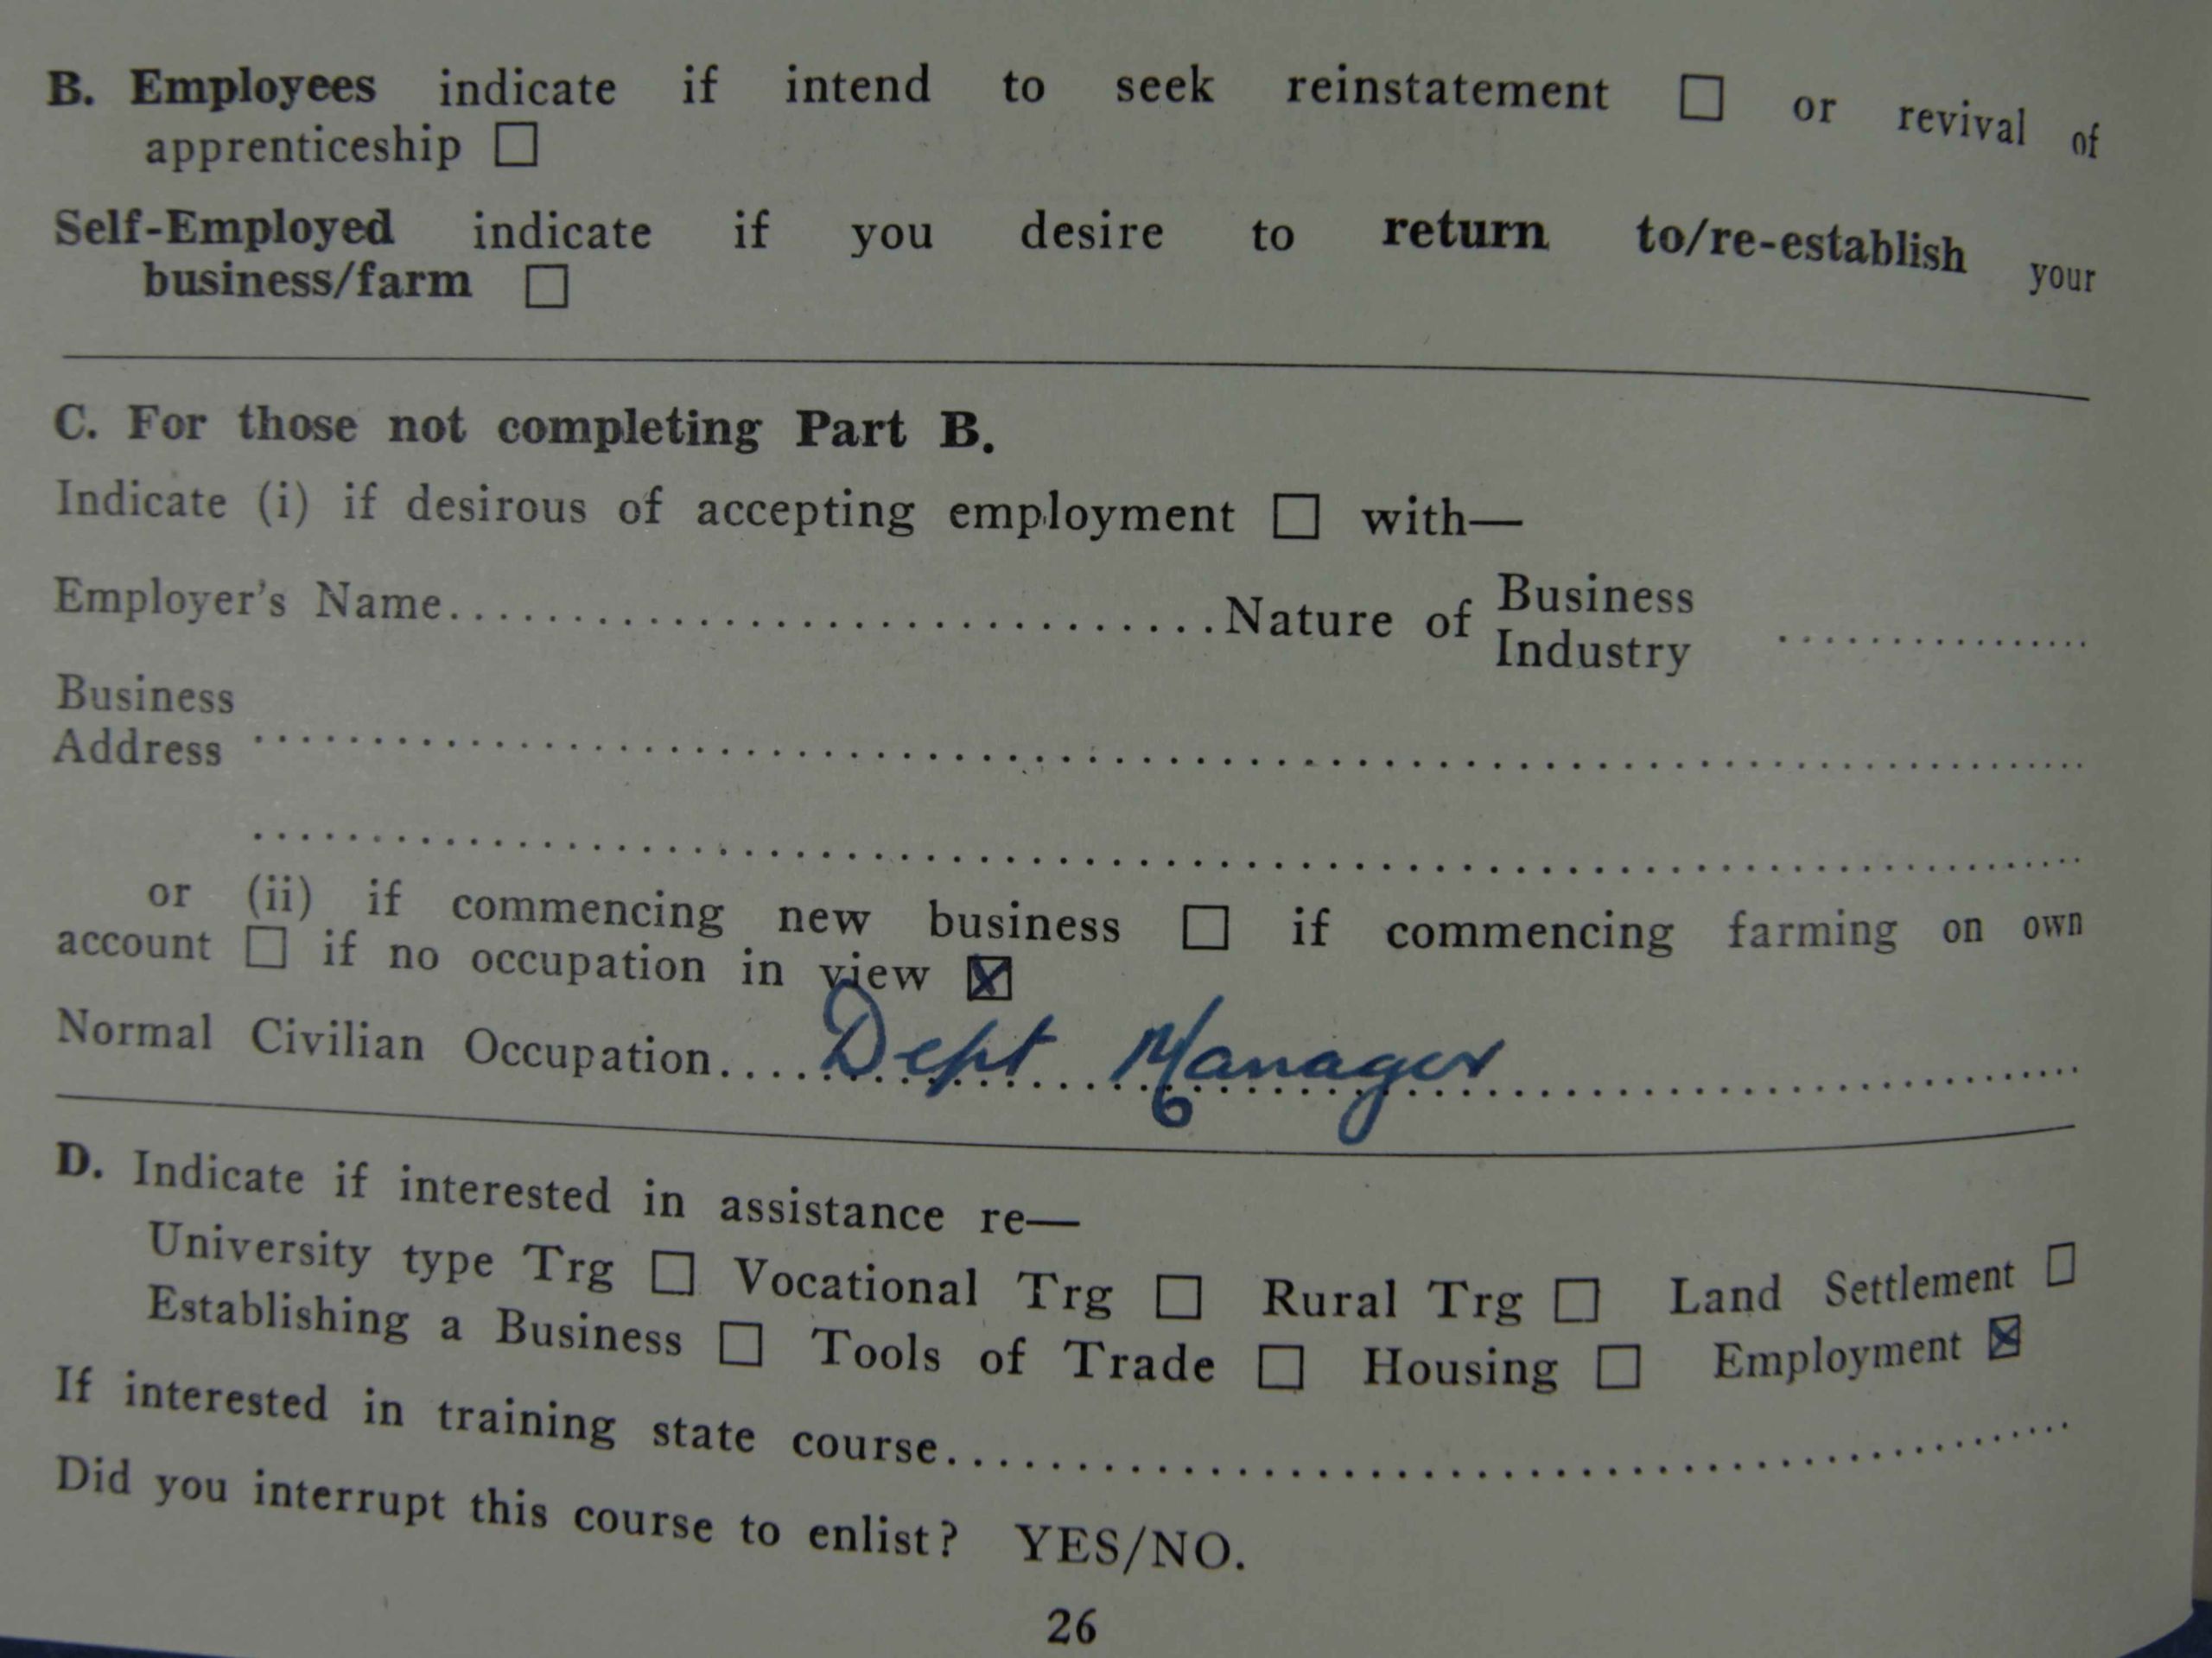 B. Employees indicate if intend to seek reinstatement ☐ or revival of
apprenticeship ☐
Self-Employed indicate if you desire to return to/re-establish your
business/farm ☐
C. For those not completing Part B.
Indicate (i) if desirous of accepting employment ☐ with—
Employer's Name..............................Nature of Business
Industry ................
Business
Address ................................................................
................................................................
or (ii) if commencing new business ☐ if commencing farming on own
account ☐ if no occupation in view ☒
Normal Civilian Occupation.... Dept Manager
D. Indicate if interested in assistance re—
University type Trg ☐ Vocational Trg ☐ Rural Trg ☐ Land Settlement ☐
Establishing a Business ☐ Tools of Trade ☐ Housing ☐ Employment ☒
If interested in training state course........................................
Did you interrupt this course to enlist? YES/NO.
26